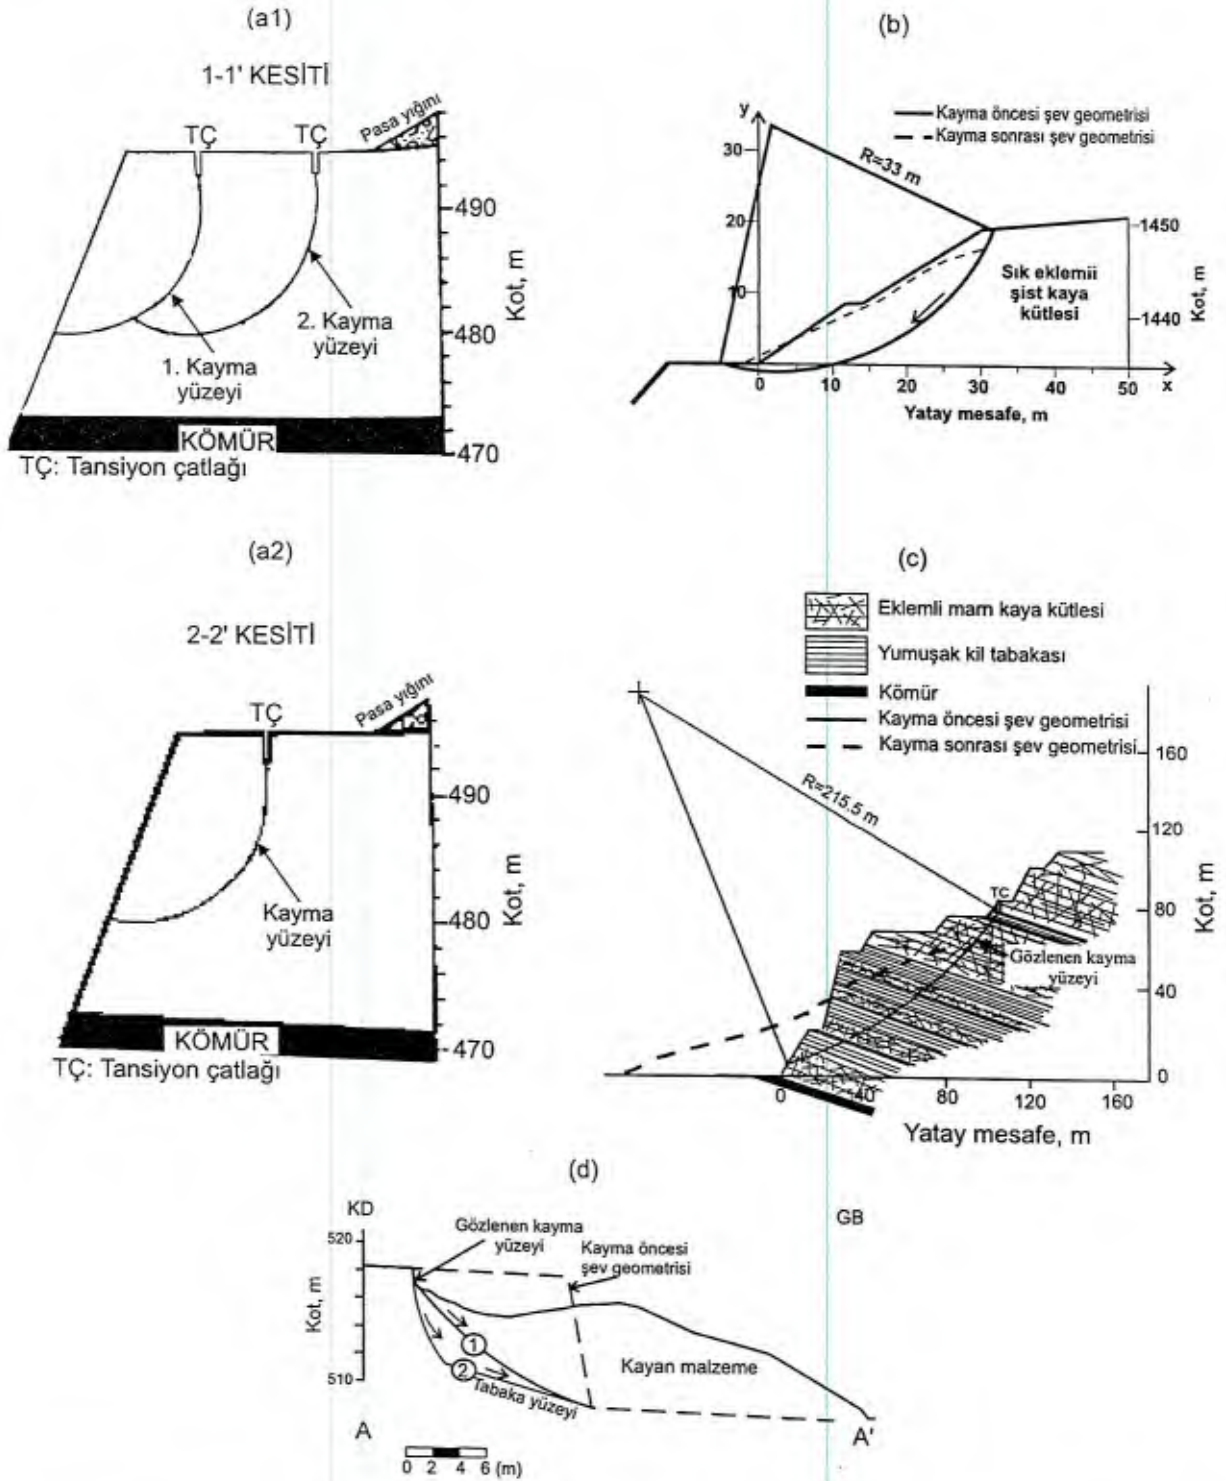 (a1)
1-1' KESİTİ
TÇ
TÇ
Pasa yığını
490
480
470
Kot, m
1. Kayma
yüzeyi
2. Kayma
yüzeyi
KÖMÜR
TÇ: Tansiyon çatlağı
(b)
Kayma öncesi şev geometrisi
Kayma sonrası şev geometrisi
y
30
20
10
R=33 m
Sık eklemli
şist kaya
kütlesi
1450
1440
Kot, m
0
10
20
30
40
50
x
Yatay mesafe, m
(a2)
2-2' KESİTİ
TÇ
Pasa yığını
490
480
470
Kot, m
Kayma
yüzeyi
KÖMÜR
TÇ: Tansiyon çatlağı
(c)
Eklemli marn kaya kütlesi
Yumuşak kil tabakası
Kömür
Kayma öncesi şev geometrisi
Kayma sonrası şev geometrisi
R=215.5 m
TC
Gözlenen kayma
yüzeyi
160
120
80
40
0
Kot, m
0
40
80
120
160
Yatay mesafe, m
(d)
KD
GB
520
510
Kot, m
Gözlenen kayma
yüzeyi
Kayma öncesi
şev geometrisi
1
2
Tabaka yüzeyi
Kayan malzeme
A
A'
0 2 4 6 (m)